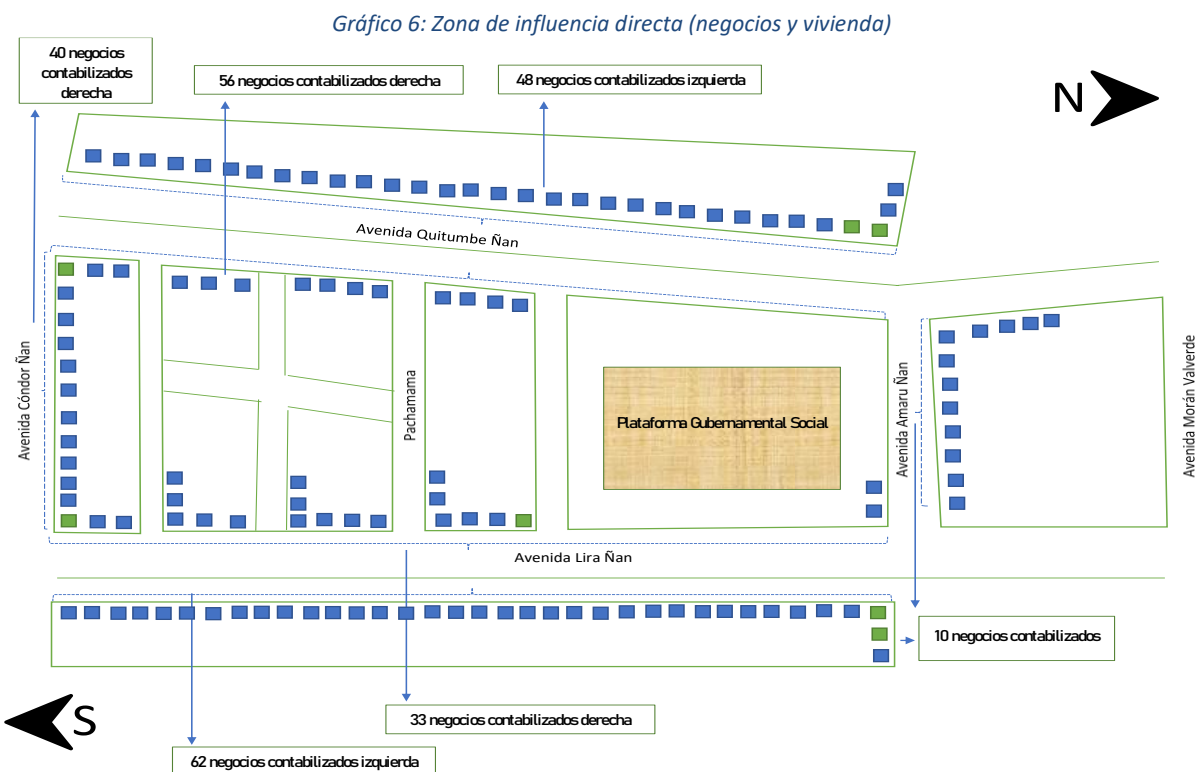 Gráfico 6: Zona de influencia directa (negocios y vivienda)
40 negocios
contabilizados
derecha
56 negocios contabilizados derecha
48 negocios contabilizados izquierda
N
Avenida Quitumbe Ñan
Avenida Cóndor Ñan
Pachamama
Plataforma Gubernamental Social
Avenida Amaru Ñan
Avenida Morán Valverde
Avenida Lira Ñan
10 negocios contabilizados
S
33 negocios contabilizados derecha
62 negocios contabilizados izquierda